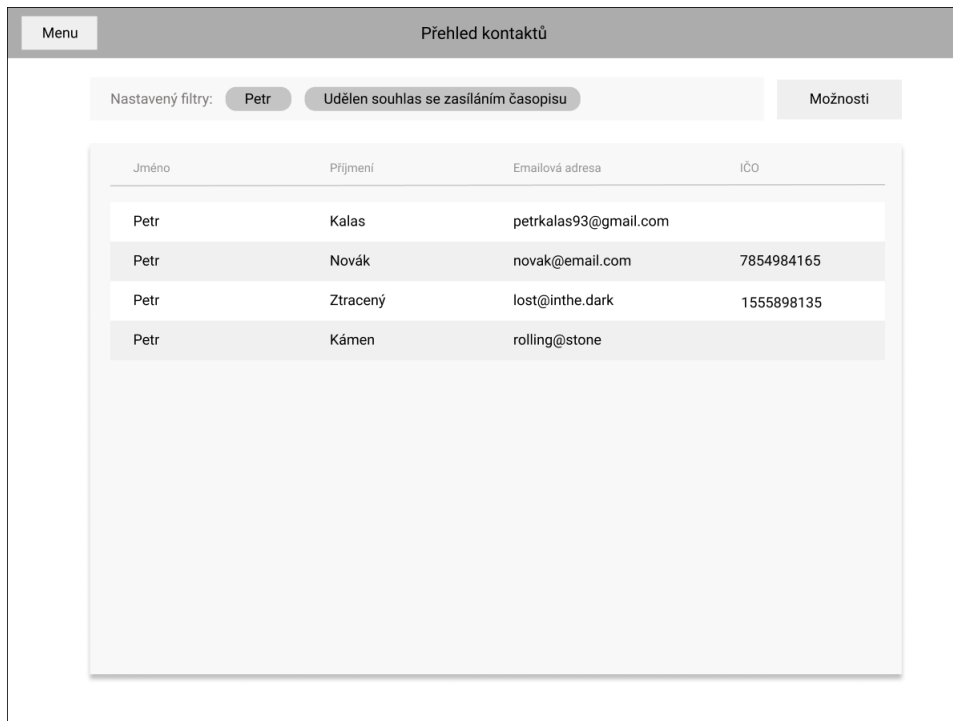 Menu Přehled kontaktů
Nastavený filtry: Petr Udělen souhlas se zasíláním časopisu Možnosti
Jméno Příjmení Emailová adresa IČO
Petr Kalas petrkalas93@gmail.com
Petr Novák novak@email.com 7854984165
Petr Ztracený lost@inthe.dark 1555898135
Petr Kámen rolling@stone